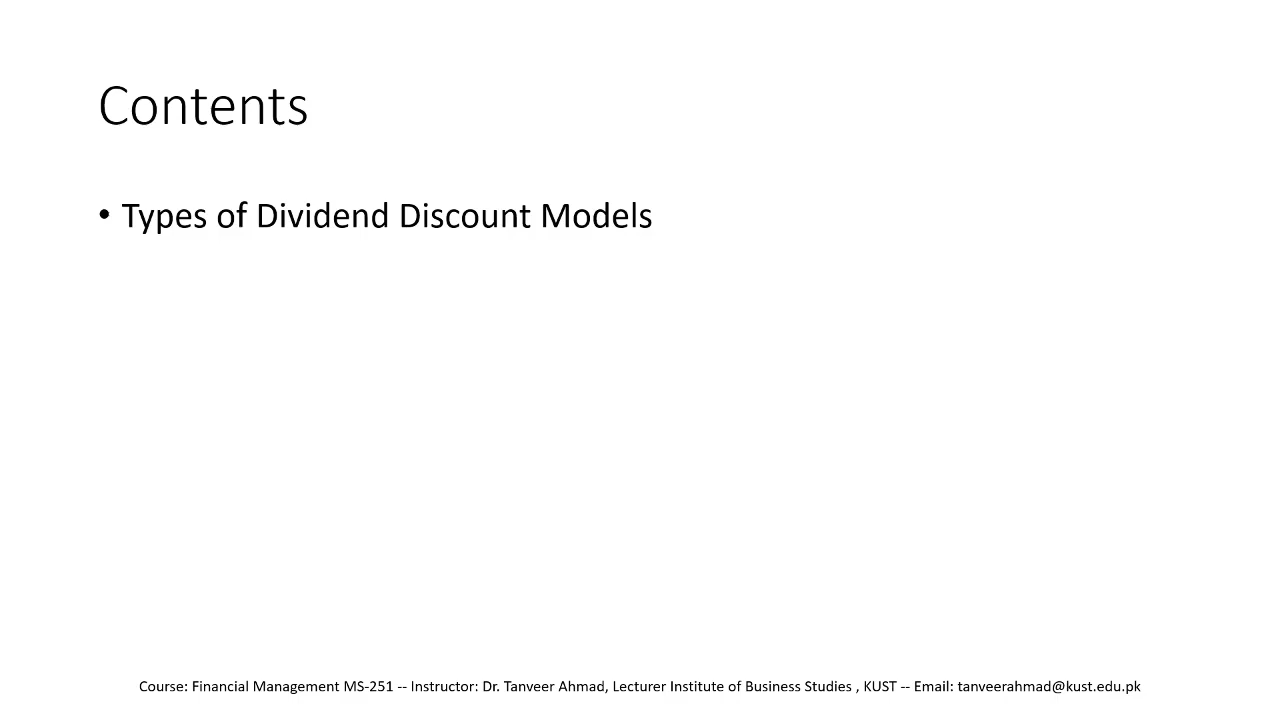 Contents
• Types of Dividend Discount Models
Course: Financial Management MS-251 -- Instructor: Dr. Tanveer Ahmad, Lecturer Institute of Business Studies , KUST -- Email: tanveerahmad@kust.edu.pk